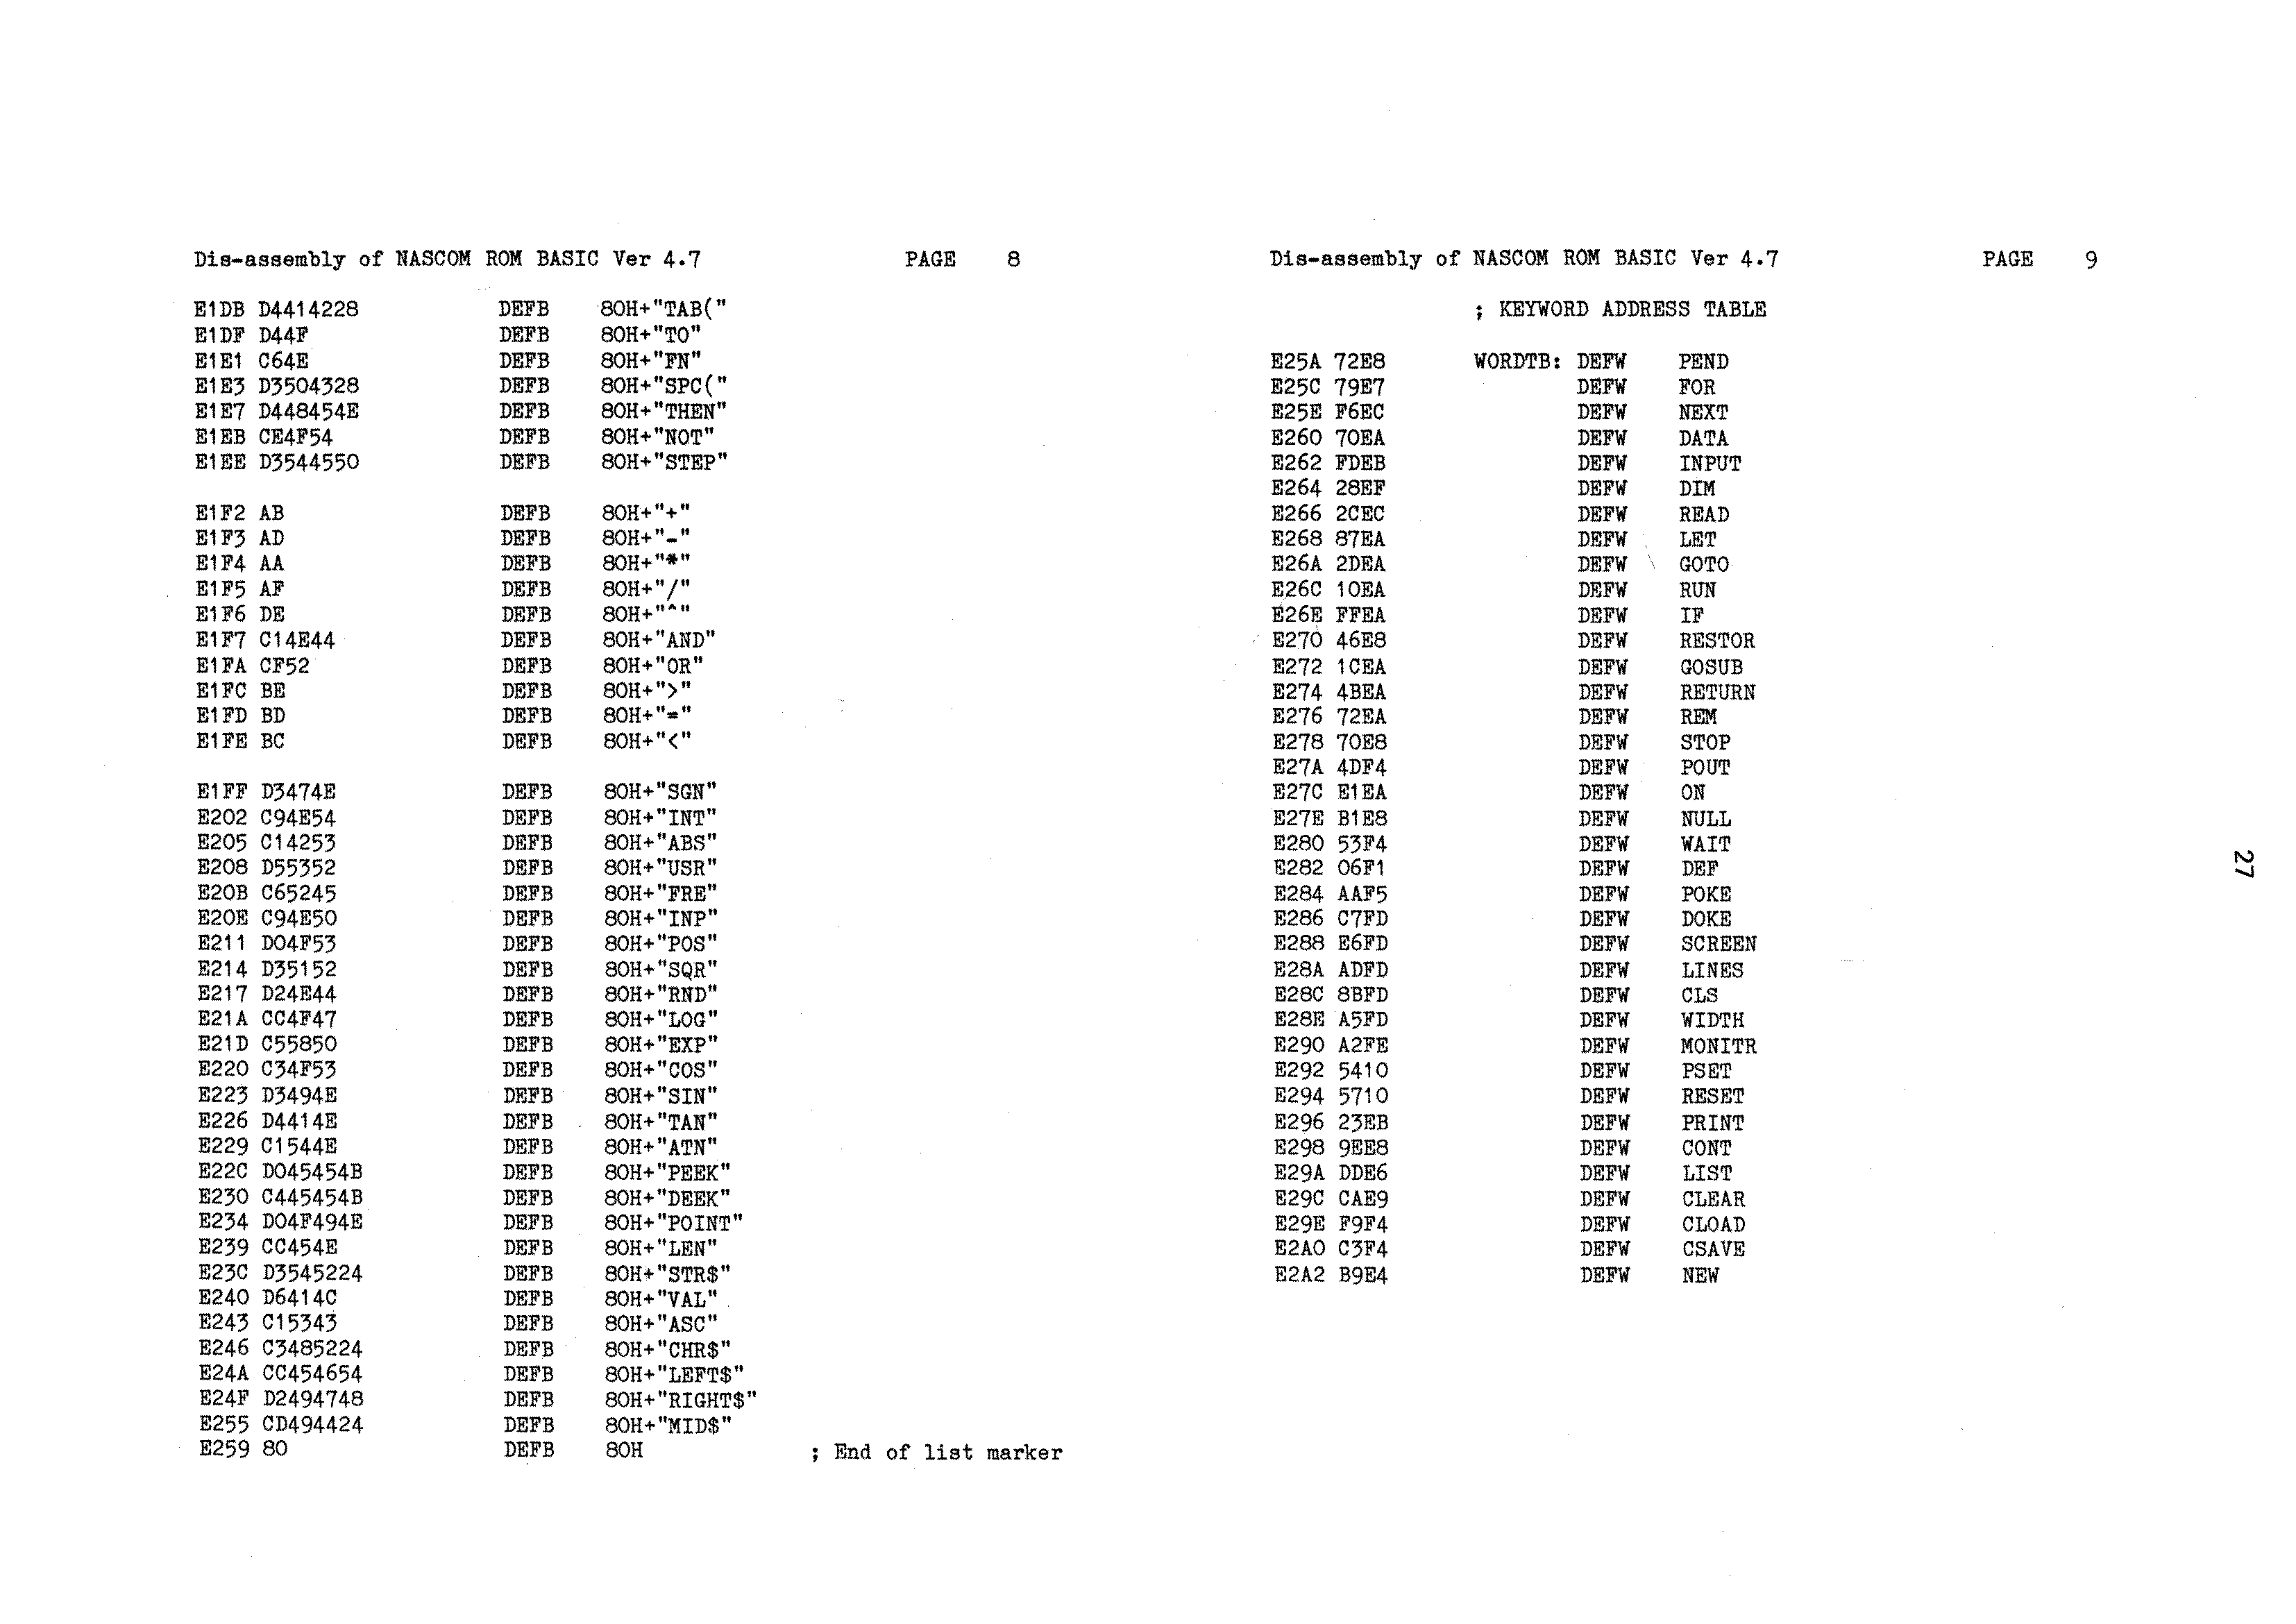 Dis-assembly of NASCOM ROM BASIC Ver 4.7 PAGE 8
E1DB D4414228 DEFB 80H+"TAB("
E1DF D44F DEFB 80H+"TO"
E1E1 C64E DEFB 80H+"FN"
E1E3 D3504328 DEFB 80H+"SPC("
E1E7 D448454E DEFB 80H+"THEN"
E1EB CE4F54 DEFB 80H+"NOT"
E1EE D3544550 DEFB 80H+"STEP"
E1F2 AB DEFB 80H+"+"
E1F3 AD DEFB 80H+"-"
E1F4 AA DEFB 80H+"*"
E1F5 AF DEFB 80H+"/"
E1F6 DE DEFB 80H+"^"
E1F7 C14E44 DEFB 80H+"AND"
E1FA CF52 DEFB 80H+"OR"
E1FC BE DEFB 80H+">"
E1FD BD DEFB 80H+"="
E1FE BC DEFB 80H+"<"
E1FF D3474E DEFB 80H+"SGN"
E202 C94E54 DEFB 80H+"INT"
E205 C14253 DEFB 80H+"ABS"
E208 D55352 DEFB 80H+"USR"
E20B C65245 DEFB 80H+"FRE"
E20E C94E50 DEFB 80H+"INP"
E211 D04F53 DEFB 80H+"POS"
E214 D35152 DEFB 80H+"SQR"
E217 D24E44 DEFB 80H+"RND"
E21A CC4F47 DEFB 80H+"LOG"
E21D C55850 DEFB 80H+"EXP"
E220 C34F53 DEFB 80H+"COS"
E223 D3494E DEFB 80H+"SIN"
E226 D4414E DEFB 80H+"TAN"
E229 C1544E DEFB 80H+"ATN"
E22C D045454B DEFB 80H+"PEEK"
E230 C445454B DEFB 80H+"DEEK"
E234 D04F494E DEFB 80H+"POINT"
E239 CC454E DEFB 80H+"LEN"
E23C D3545224 DEFB 80H+"STR$"
E240 D6414C DEFB 80H+"VAL"
E243 C15343 DEFB 80H+"ASC"
E246 C3485224 DEFB 80H+"CHR$"
E24A CC454654 DEFB 80H+"LEFT$"
E24F D2494748 DEFB 80H+"RIGHT$"
E255 CD494424 DEFB 80H+"MID$"
E259 80 DEFB 80H ; End of list marker
Dis-assembly of NASCOM ROM BASIC Ver 4.7 PAGE 9
; KEYWORD ADDRESS TABLE
E25A 72E8 WORDTB: DEFW PEND
E25C 79E7 DEFW FOR
E25E F6EC DEFW NEXT
E260 70EA DEFW DATA
E262 FDEB DEFW INPUT
E264 28EF DEFW DIM
E266 2CEC DEFW READ
E268 87EA DEFW LET
E26A 2DEA DEFW GOTO
E26C 10EA DEFW RUN
E26E FFEA DEFW IF
E270 46E8 DEFW RESTOR
E272 1CEA DEFW GOSUB
E274 4BEA DEFW RETURN
E276 72EA DEFW REM
E278 70E8 DEFW STOP
E27A 4DF4 DEFW POUT
E27C E1EA DEFW ON
E27E B1E8 DEFW NULL
E280 53F4 DEFW WAIT
E282 06F1 DEFW DEF
E284 AAF5 DEFW POKE
E286 C7FD DEFW DOKE
E288 E6FD DEFW SCREEN
E28A ADFD DEFW LINES
E28C 8BFD DEFW CLS
E28E A5FD DEFW WIDTH
E290 A2FE DEFW MONITR
E292 5410 DEFW PSET
E294 5710 DEFW RESET
E296 23EB DEFW PRINT
E298 9EE8 DEFW CONT
E29A DDE6 DEFW LIST
E29C CAE9 DEFW CLEAR
E29E F9F4 DEFW CLOAD
E2A0 C3F4 DEFW CSAVE
E2A2 B9E4 DEFW NEW
27